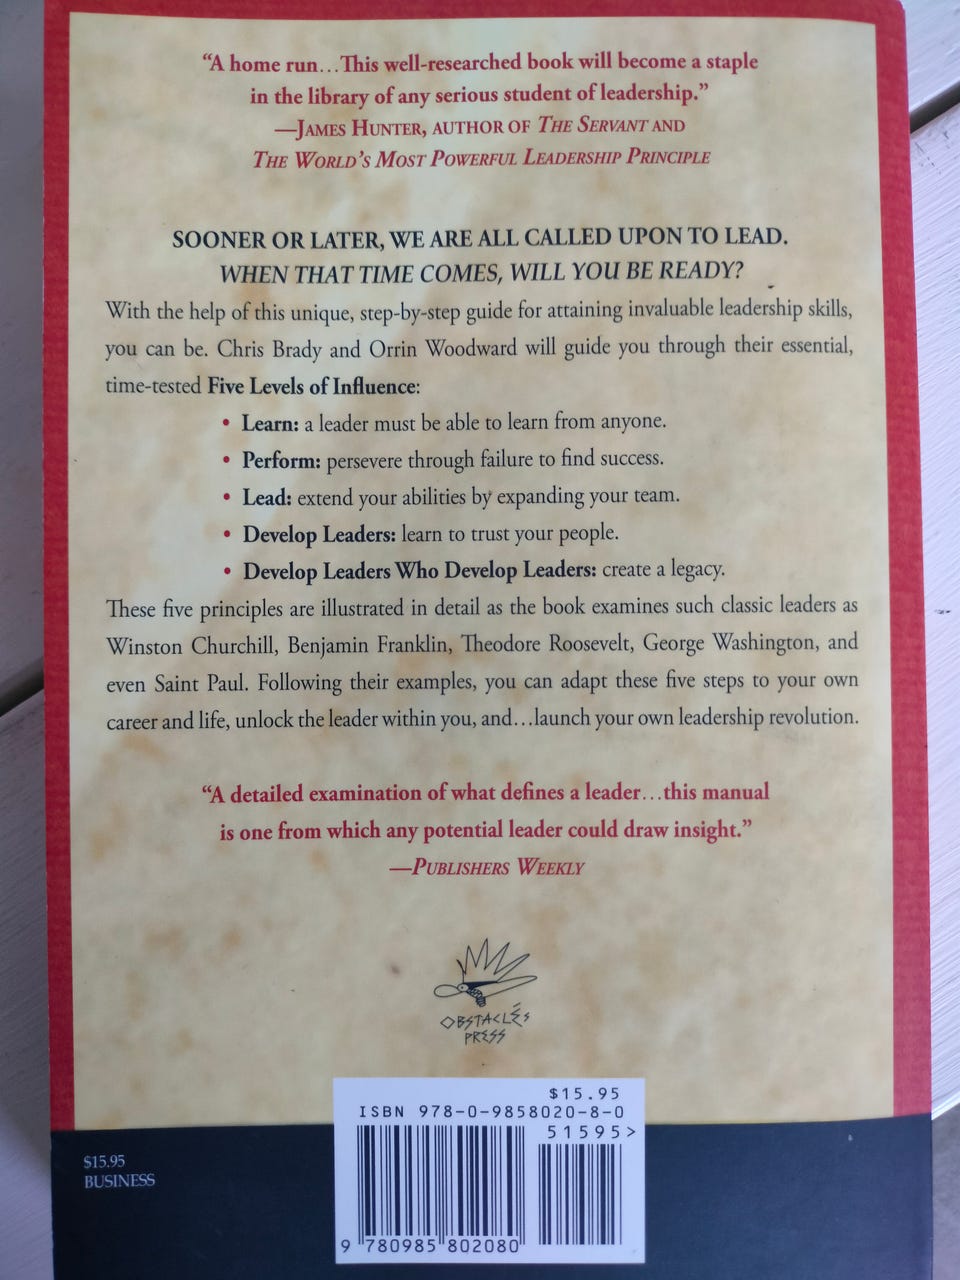 “A home run…This well-researched book will become a staple
in the library of any serious student of leadership.”
—James Hunter, author of The Servant and
The World’s Most Powerful Leadership Principle
SOONER OR LATER, WE ARE ALL CALLED UPON TO LEAD.
WHEN THAT TIME COMES, WILL YOU BE READY?
With the help of this unique, step-by-step guide for attaining invaluable leadership skills,
you can be. Chris Brady and Orrin Woodward will guide you through their essential,
time-tested Five Levels of Influence:
• Learn: a leader must be able to learn from anyone.
• Perform: persevere through failure to find success.
• Lead: extend your abilities by expanding your team.
• Develop Leaders: learn to trust your people.
• Develop Leaders Who Develop Leaders: create a legacy.
These five principles are illustrated in detail as the book examines such classic leaders as
Winston Churchill, Benjamin Franklin, Theodore Roosevelt, George Washington, and
even Saint Paul. Following their examples, you can adapt these five steps to your own
career and life, unlock the leader within you, and…launch your own leadership revolution.
“A detailed examination of what defines a leader…this manual
is one from which any potential leader could draw insight.”
—Publishers Weekly
OBSTACLÉS
PRESS
$15.95
ISBN 978-0-9858020-8-0
51595>
$15.95
BUSINESS
9 780985 802080